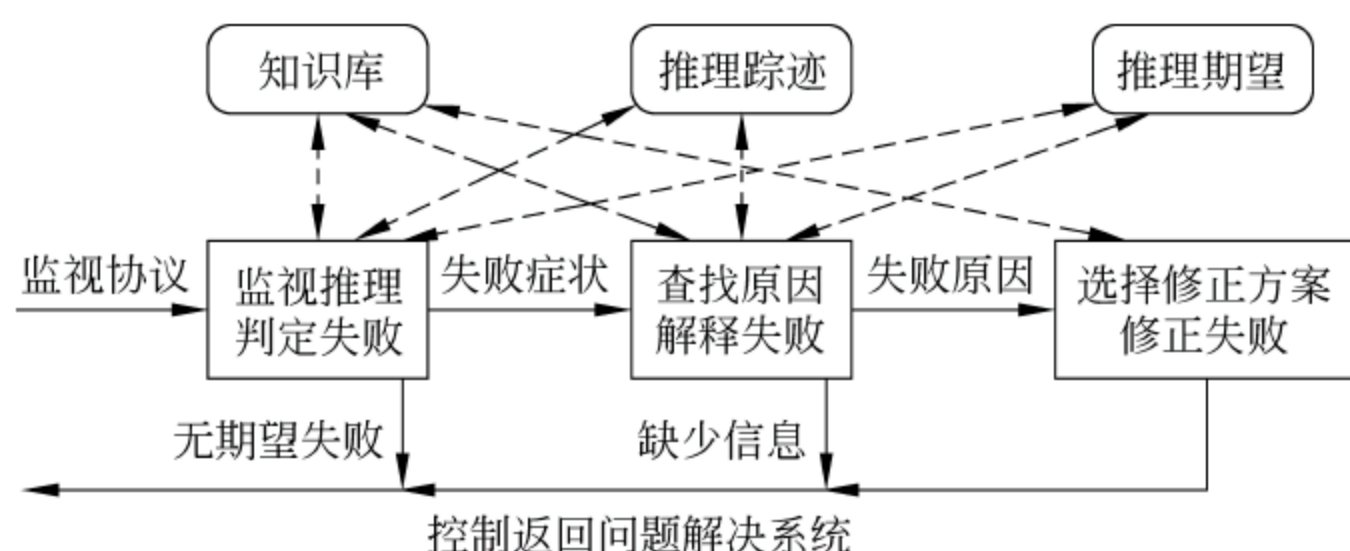 知识库
推理踪迹
推理期望
监视协议
监视推理
判定失败
失败症状
查找原因
解释失败
失败原因
选择修正方案
修正失败
无期望失败
缺少信息
控制返回问题解决系统